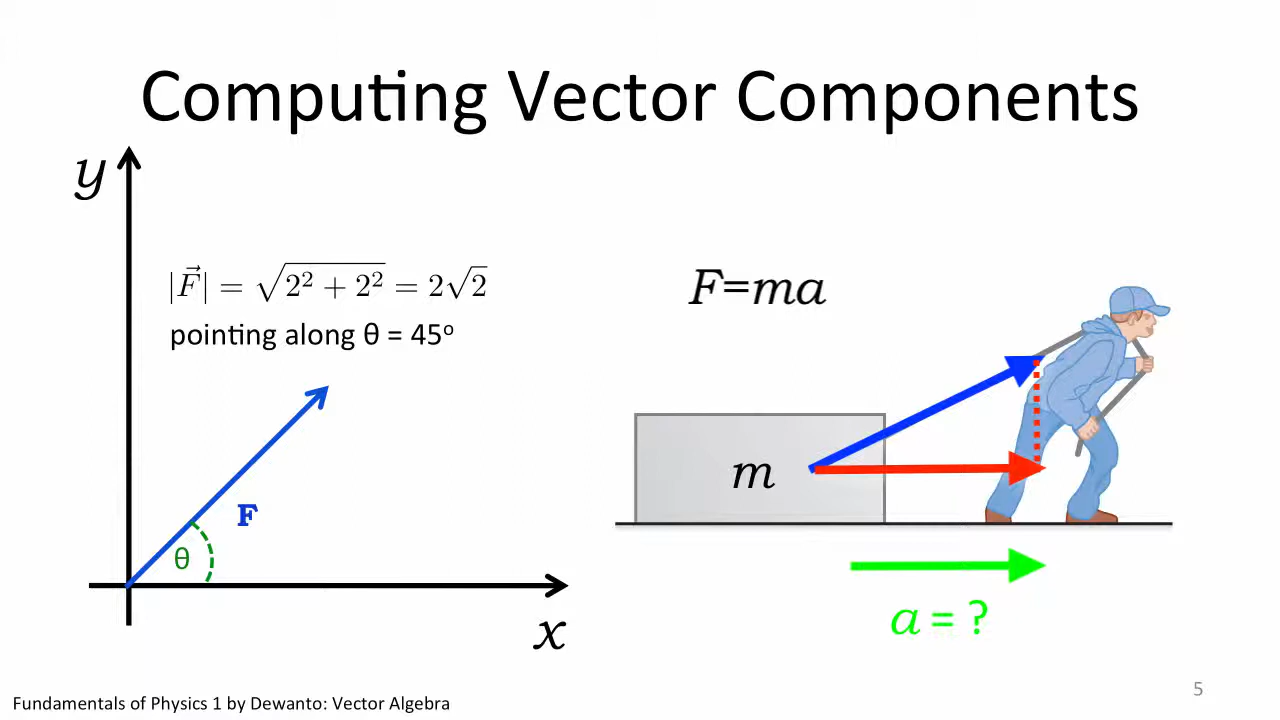 Computing Vector Components
y
|F⃗| = √(2² + 2²) = 2√2
pointing along θ = 45°
F
θ
x
F=ma
m
a = ?
Fundamentals of Physics 1 by Dewanto: Vector Algebra
5